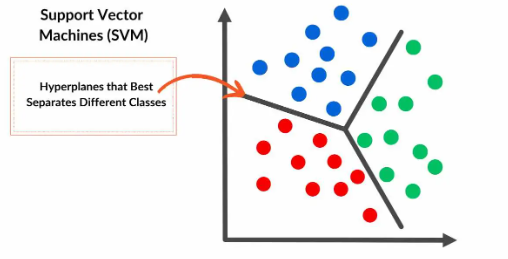 Support Vector
Machines (SVM)
Hyperplanes that Best
Separates Different Classes